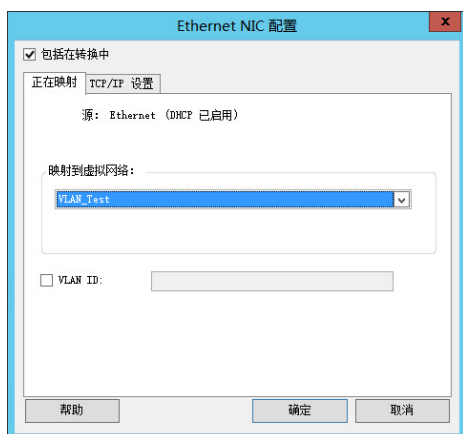 Ethernet NIC 配置
x
包括在转换中
正在映射 TCP/IP 设置
源: Ethernet (DHCP 已启用)
映射到虚拟网络:
VLAN_Test
VLAN ID:
帮助 确定 取消